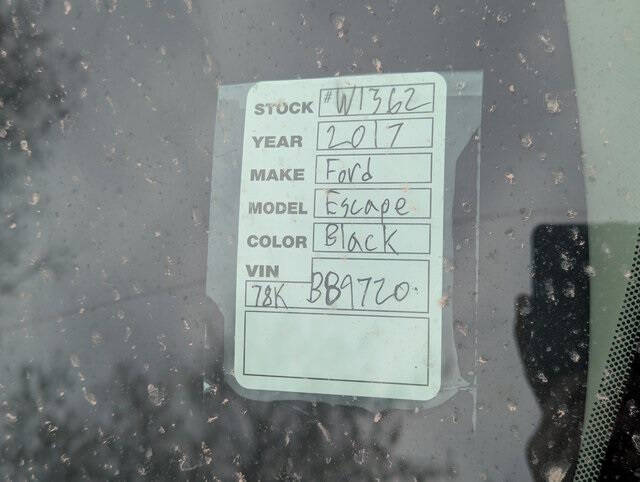 STOCK #W1362
YEAR 2017
MAKE Ford
MODEL Escape
COLOR Black
VIN
78K BB9720.